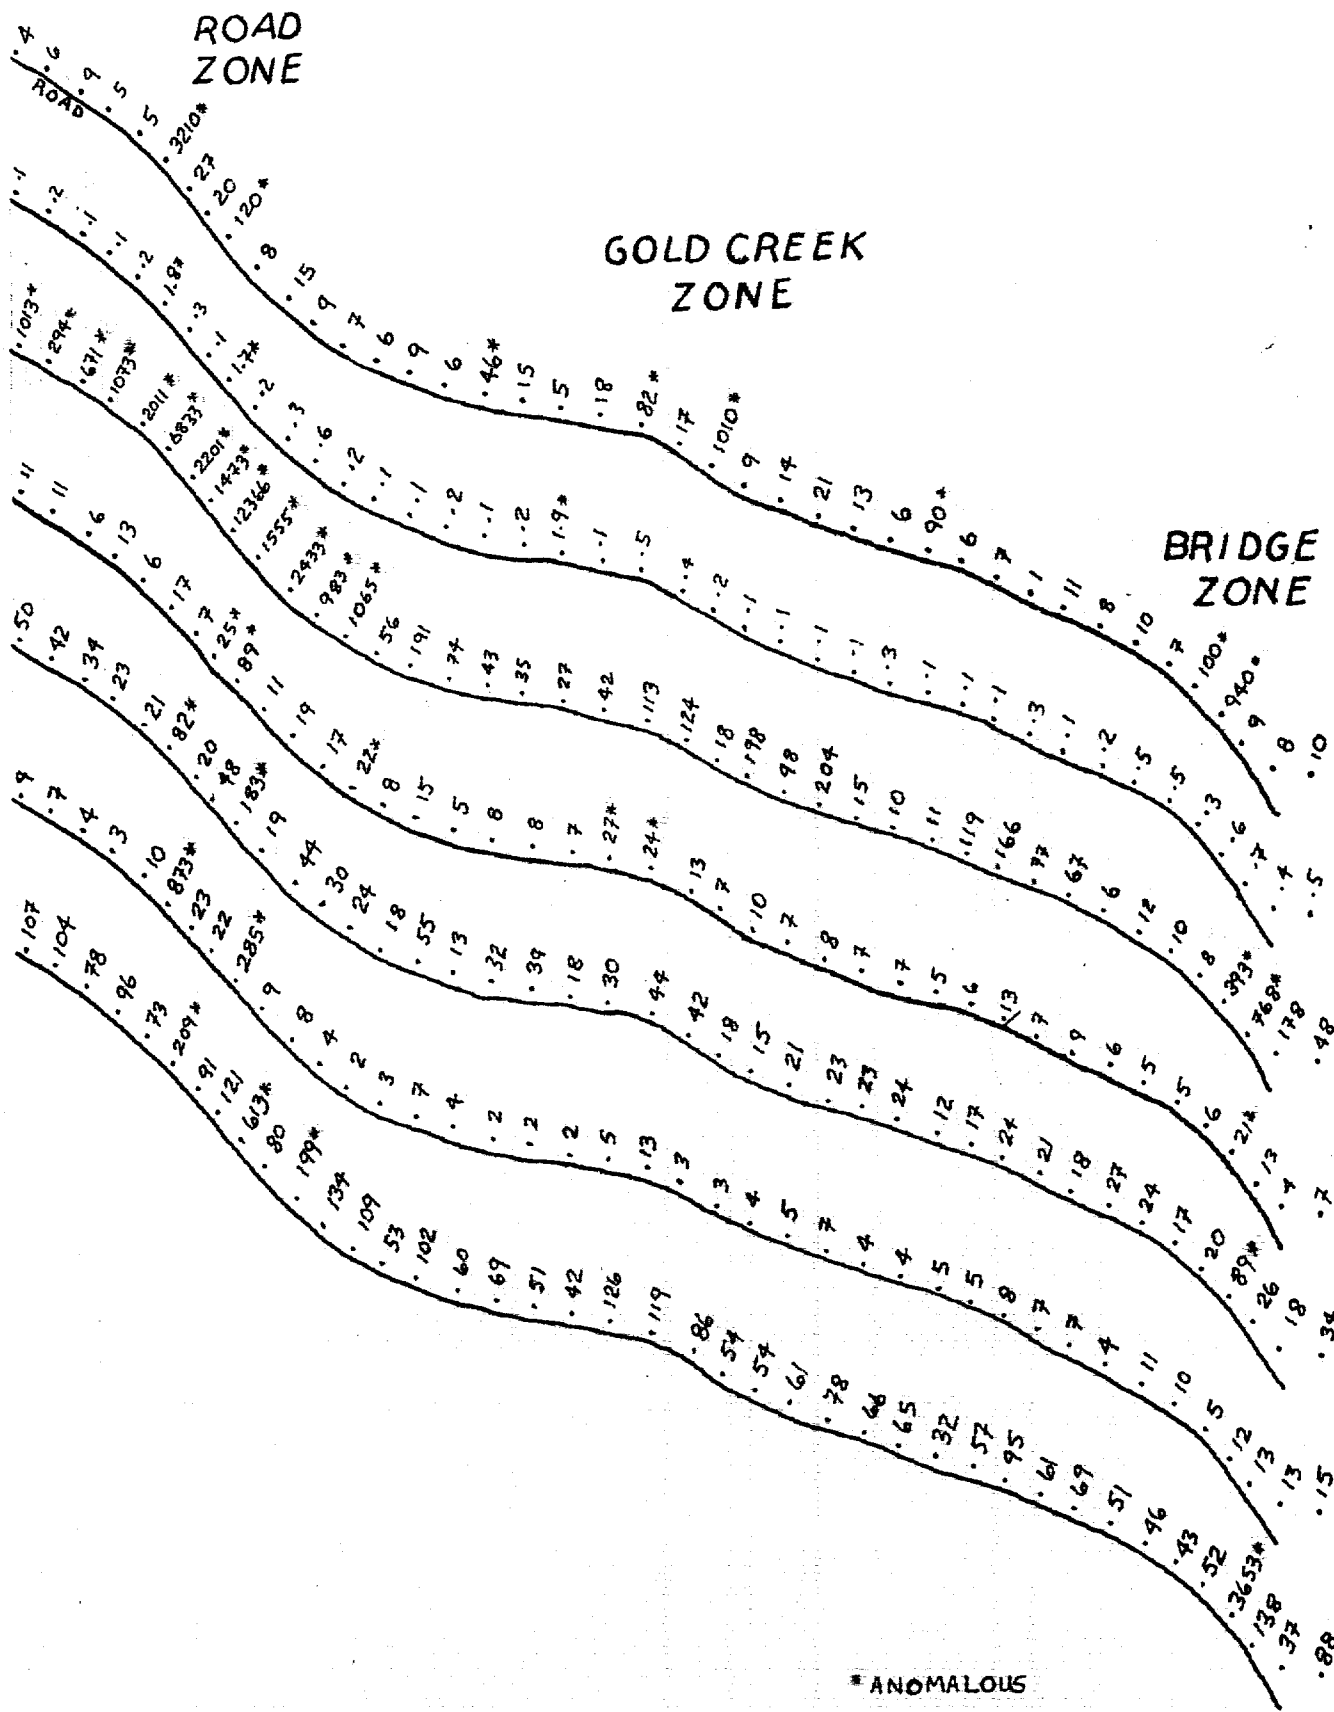 ROAD
ZONE
GOLD CREEK
ZONE
BRIDGE
ZONE
ROAD
4 6 9 5 5 3210* 27 20 120* 8 15 9 7 6 9 6 46* 15 5 18 82* 17 1010* 9 14 21 13 6 90* 6 7 1 11 8 10 7 100* 940* 9 8 10
.1 .2 .1 .1 .2 1.8* .3 .1 1.7* .2 .3 .6 .2 .1 .1 .2 .1 .2 1.9* .1 .5 .4 .2 .1 .1 .1 .1 .3 .1 .1 .1 .3 .1 .2 .5 .5 .3 .6 .7 .4 .5
1013* 294* 671* 1073* 2011* 6833* 2201* 1473* 12366* 1555* 2433* 983* 1065* 56 191 74 43 35 27 42 113 124 18 198 98 204 15 10 11 119 166 77 67 6 12 10 8 393* 768* 178 48
11 11 6 13 6 17 7 25* 89* 11 19 17 22* 8 15 5 8 8 7 27* 24* 13 7 10 7 8 7 7 5 6 13 7 9 6 5 5 6 21* 13 4 7
50 42 34 23 21 82* 20 48 183* 19 44 30 24 18 55 13 32 39 18 30 44 42 18 15 21 23 23 24 12 17 24 21 18 27 24 17 20 89* 26 18 34
9 7 4 3 10 873* 23 22 285* 9 8 4 2 3 7 4 2 2 2 5 13 3 3 4 5 7 4 4 5 5 8 7 7 4 11 10 5 12 13 13 15
107 104 78 96 73 209* 91 121 613* 80 199* 134 109 53 102 60 69 51 42 126 119 86 54 54 61 78 66 65 32 57 95 61 69 51 46 43 52 3653* 138 37 88
* ANOMALOUS